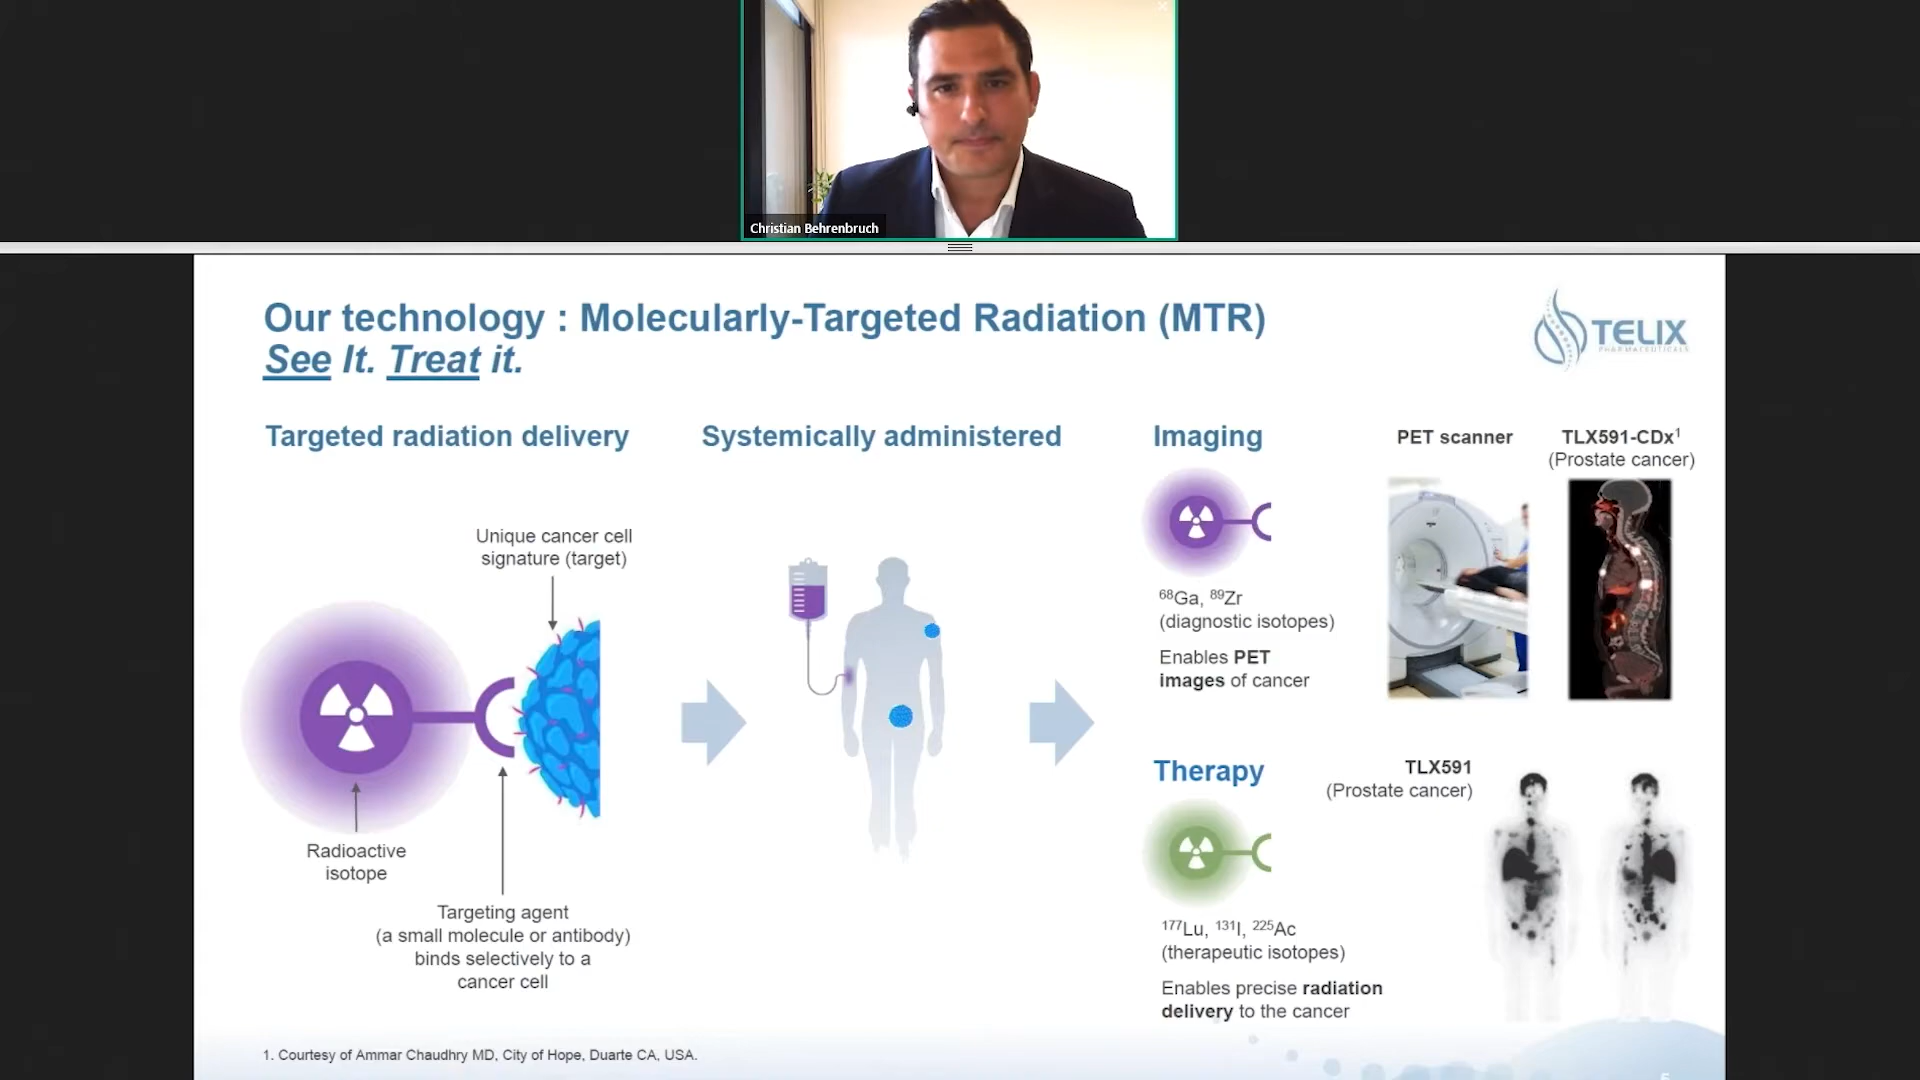 Christian Behrenbruch
Our technology : Molecularly-Targeted Radiation (MTR)
See It. Treat it.
TELIX
PHARMACEUTICALS
Targeted radiation delivery
Systemically administered
Imaging
PET scanner
TLX591-CDx¹
(Prostate cancer)
Unique cancer cell
signature (target)
Radioactive
isotope
Targeting agent
(a small molecule or antibody)
binds selectively to a
cancer cell
⁶⁸Ga, ⁸⁹Zr
(diagnostic isotopes)
Enables PET
images of cancer
Therapy
TLX591
(Prostate cancer)
¹⁷⁷Lu, ¹³¹I, ²²⁵Ac
(therapeutic isotopes)
Enables precise radiation
delivery to the cancer
1. Courtesy of Ammar Chaudhry MD, City of Hope, Duarte CA, USA.